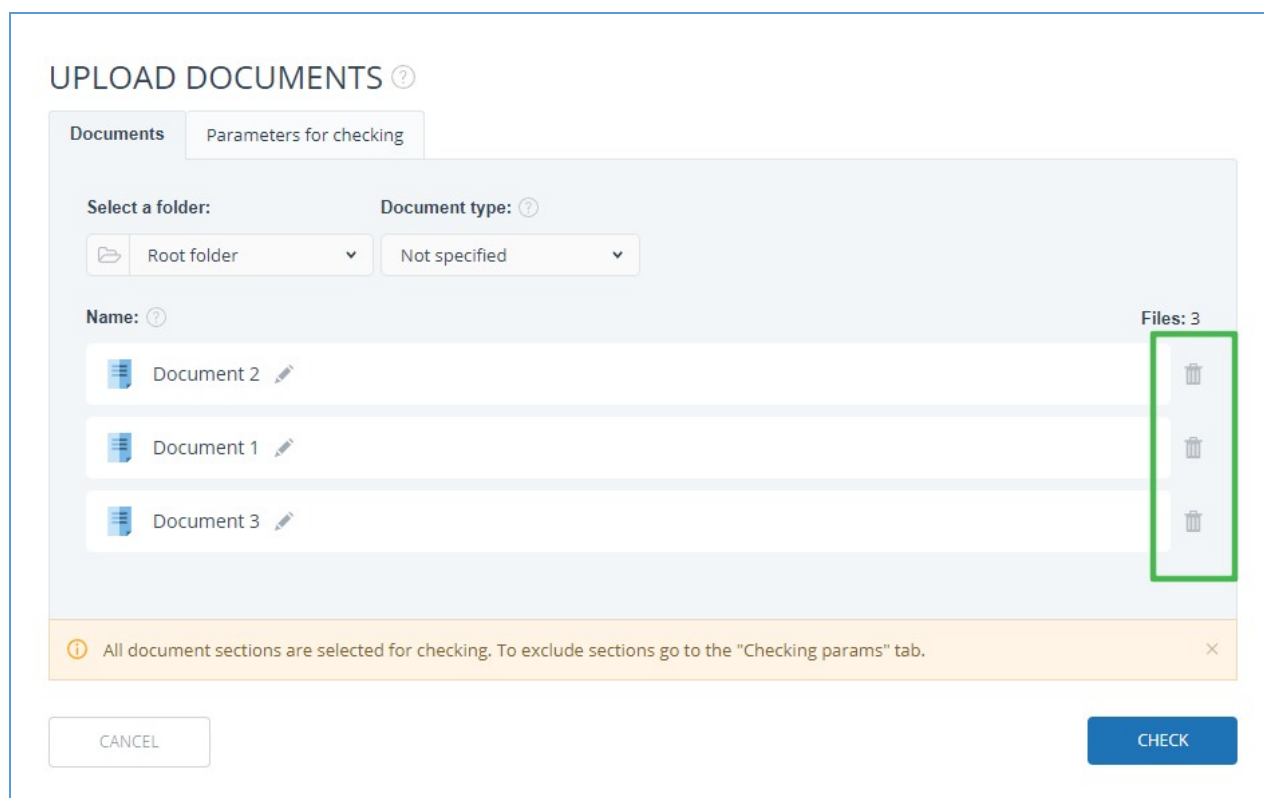 UPLOAD DOCUMENTS ?
Documents Parameters for checking
Select a folder: Document type: ?
Root folder Not specified
Name: ? Files: 3
Document 2
Document 1
Document 3
All document sections are selected for checking. To exclude sections go to the "Checking params" tab.
CANCEL CHECK